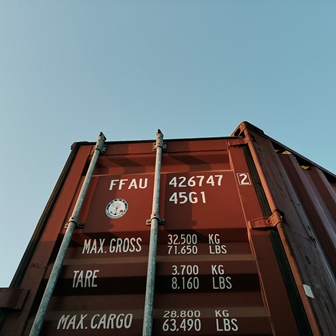 FFAU 426747 2
45G1
MAX. GROSS 32.500 KG
71.650 LBS
TARE 3.700 KG
8.160 LBS
MAX. CARGO 28.800 KG
63.490 LBS